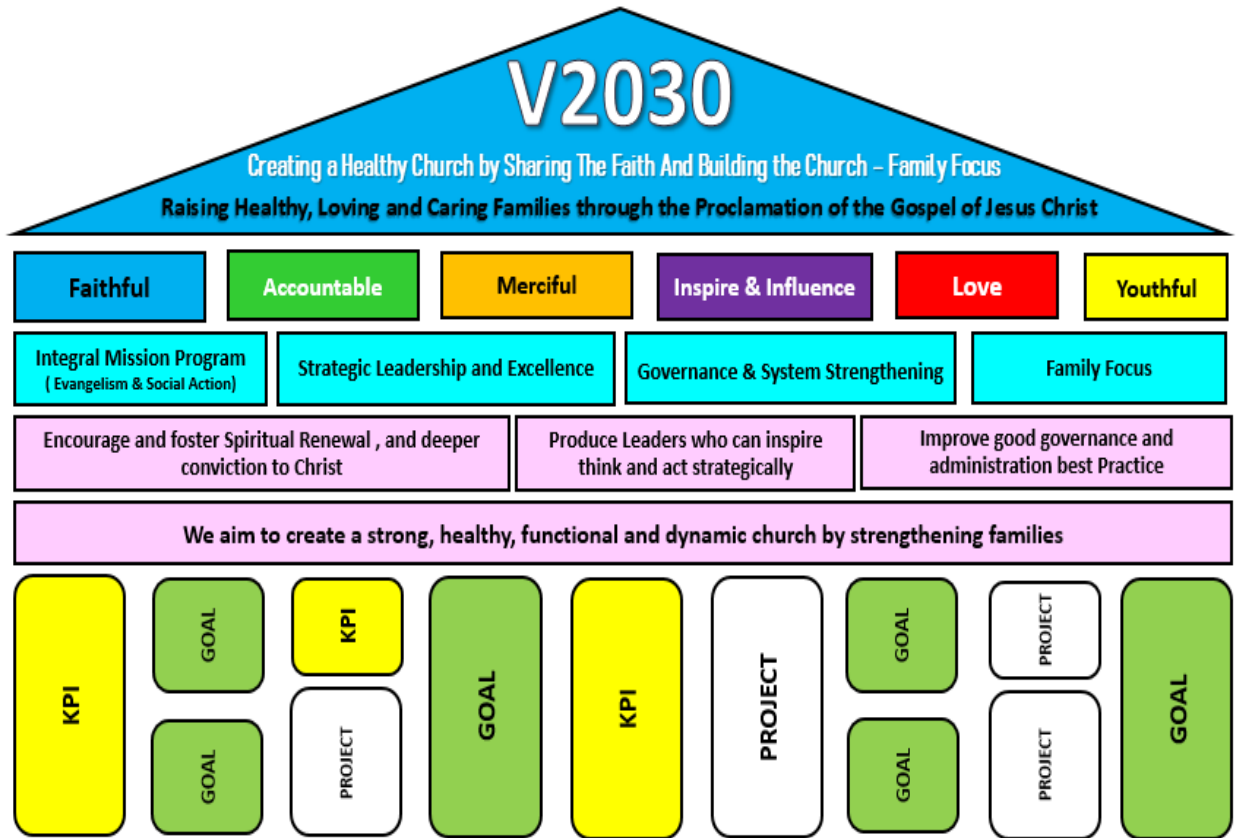 V2030
Creating a Healthy Church by Sharing The Faith And Building the Church – Family Focus
Raising Healthy, Loving and Caring Families through the Proclamation of the Gospel of Jesus Christ
Faithful
Accountable
Merciful
Inspire & Influence
Love
Youthful
Integral Mission Program
( Evangelism & Social Action)
Strategic Leadership and Excellence
Governance & System Strengthening
Family Focus
Encourage and foster Spiritual Renewal , and deeper
conviction to Christ
Produce Leaders who can inspire
think and act strategically
Improve good governance and
administration best Practice
We aim to create a strong, healthy, functional and dynamic church by strengthening families
KPI
GOAL
GOAL
KPI
PROJECT
GOAL
KPI
PROJECT
GOAL
GOAL
PROJECT
PROJECT
GOAL